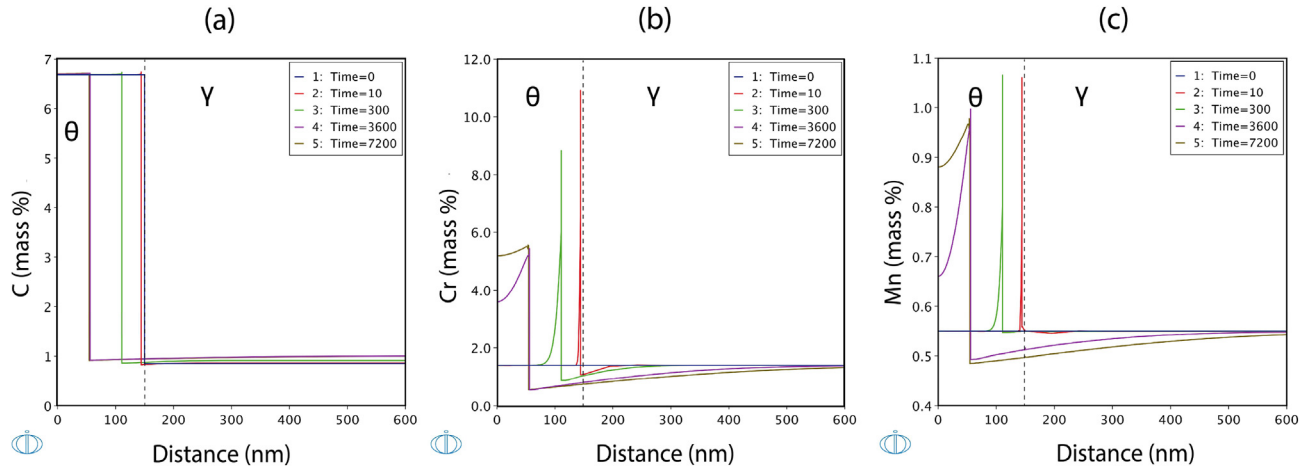 (a)
7
6
5
4
3
2
1
0
C (mass %)
θ
γ
1: Time=0
2: Time=10
3: Time=300
4: Time=3600
5: Time=7200
0 100 200 300 400 500 600
Distance (nm)
(b)
12.0
10.0
8.0
6.0
4.0
2.0
0.0
Cr (mass %)
θ
γ
1: Time=0
2: Time=10
3: Time=300
4: Time=3600
5: Time=7200
0 100 200 300 400 500 600
Distance (nm)
(c)
1.1
1.0
0.9
0.8
0.7
0.6
0.5
0.4
Mn (mass %)
θ
γ
1: Time=0
2: Time=10
3: Time=300
4: Time=3600
5: Time=7200
0 100 200 300 400 500 600
Distance (nm)